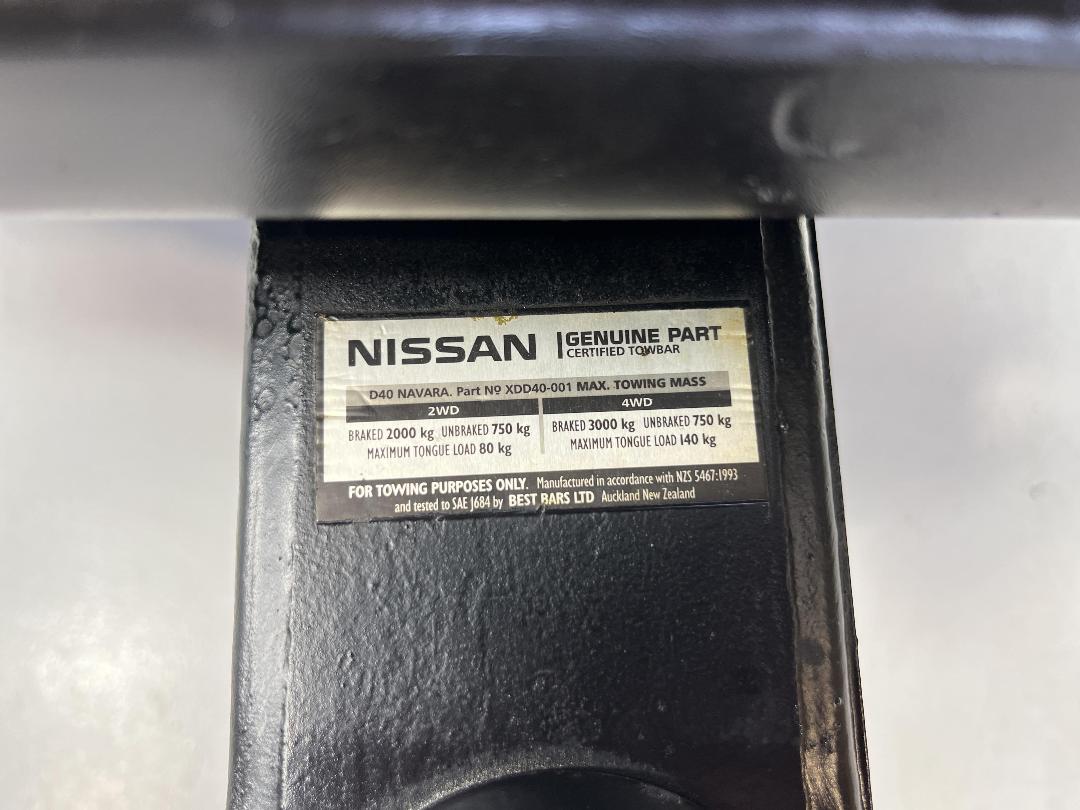 NISSAN | GENUINE PART
CERTIFIED TOWBAR
D40 NAVARA. Part Nº XDD40-001 MAX. TOWING MASS
2WD
BRAKED 2000 kg UNBRAKED 750 kg
MAXIMUM TONGUE LOAD 80 kg
4WD
BRAKED 3000 kg UNBRAKED 750 kg
MAXIMUM TONGUE LOAD 140 kg
FOR TOWING PURPOSES ONLY. Manufactured in accordance with NZS 5467:1993
and tested to SAE J684 by BEST BARS LTD Auckland New Zealand